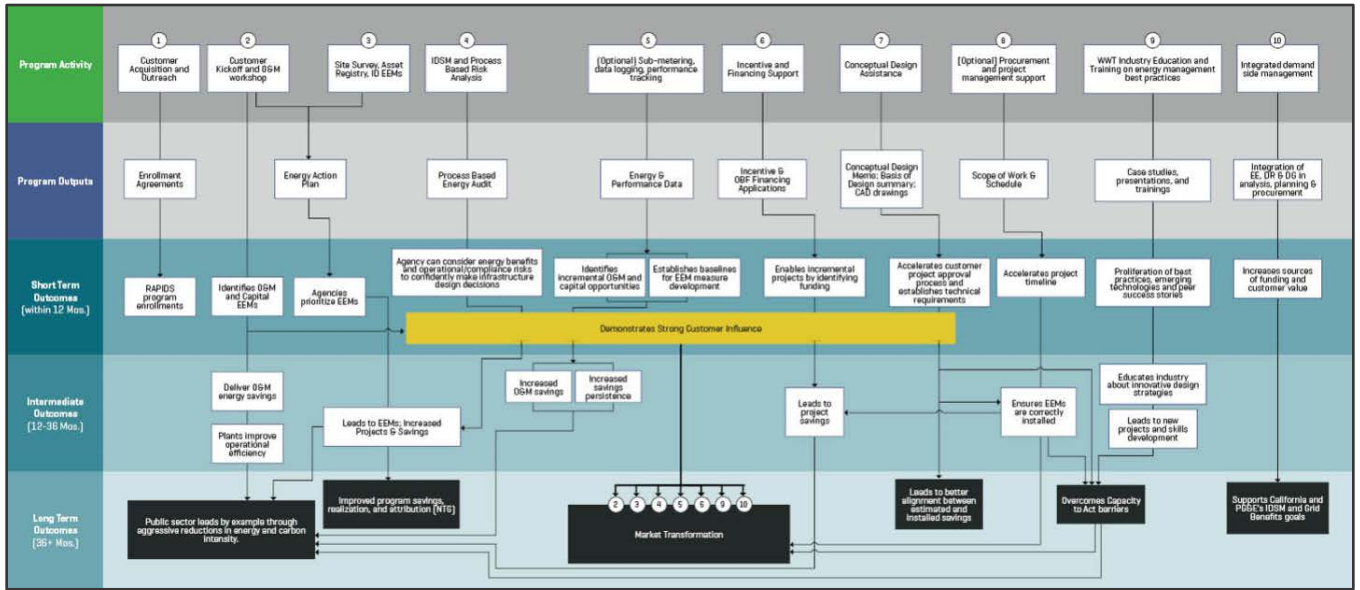 Program Activity
1
Customer
Acquisition and
Outreach
2
Customer
Kickoff and O&M
workshop
3
Site Survey, Asset
Registry, ID EEMs
4
IDSM and Process
Based Risk
Analysis
5
(Optional) Sub-metering,
data logging, performance
tracking
6
Incentive and
Financing Support
7
Conceptual Design
Assistance
8
(Optional) Procurement
and project
management support
9
WWT Industry Education and
Training on energy management
best practices
10
Integrated demand
side management
Program Outputs
Enrollment
Agreements
Energy Action
Plan
Process Based
Energy Audit
Energy &
Performance Data
Incentive &
OBF Financing
Applications
Conceptual Design
Memo; Basis of
Design summary;
CAD drawings
Scope of Work &
Schedule
Case studies,
presentations, and
trainings
Integration of
EE, DR & DG in
analysis, planning &
procurement
Short Term
Outcomes
(within 12 Mos.)
RAPIDS
program
enrollments
Identifies O&M
and Capital
EEMs
Agencies
prioritize EEMs
Agency can consider energy benefits
and operational/compliance risks
to confidently make infrastructure
design decisions
Identifies
incremental O&M and
capital opportunities
Establishes baselines
for EEM measure
development
Enables incremental
projects by identifying
funding
Accelerates customer
project approval
process and
establishes technical
requirements
Accelerates project
timeline
Proliferation of best
practices, emerging
technologies and peer
success stories
Increases sources
of funding and
customer value
Demonstrates Strong Customer Influence
Intermediate
Outcomes
(12-36 Mos.)
Deliver O&M
energy savings
Plants improve
operational
efficiency
Leads to EEMs; Increased
Projects & Savings
Increased
O&M savings
Increased
savings
persistence
Leads to
project
savings
Ensures EEMs
are correctly
installed
Educates industry
about innovative design
strategies
Leads to new
projects and skills
development
Long Term
Outcomes
(36+ Mos.)
Public sector leads by example through
aggressive reductions in energy and carbon
intensity.
Improved program savings,
realization, and attribution (NTG)
2 3 4 5 6 9 10
Market Transformation
Leads to better
alignment between
estimated and
installed savings
Overcomes Capacity
to Act barriers
Supports California and
PG&E's IDSM and Grid
Benefits goals